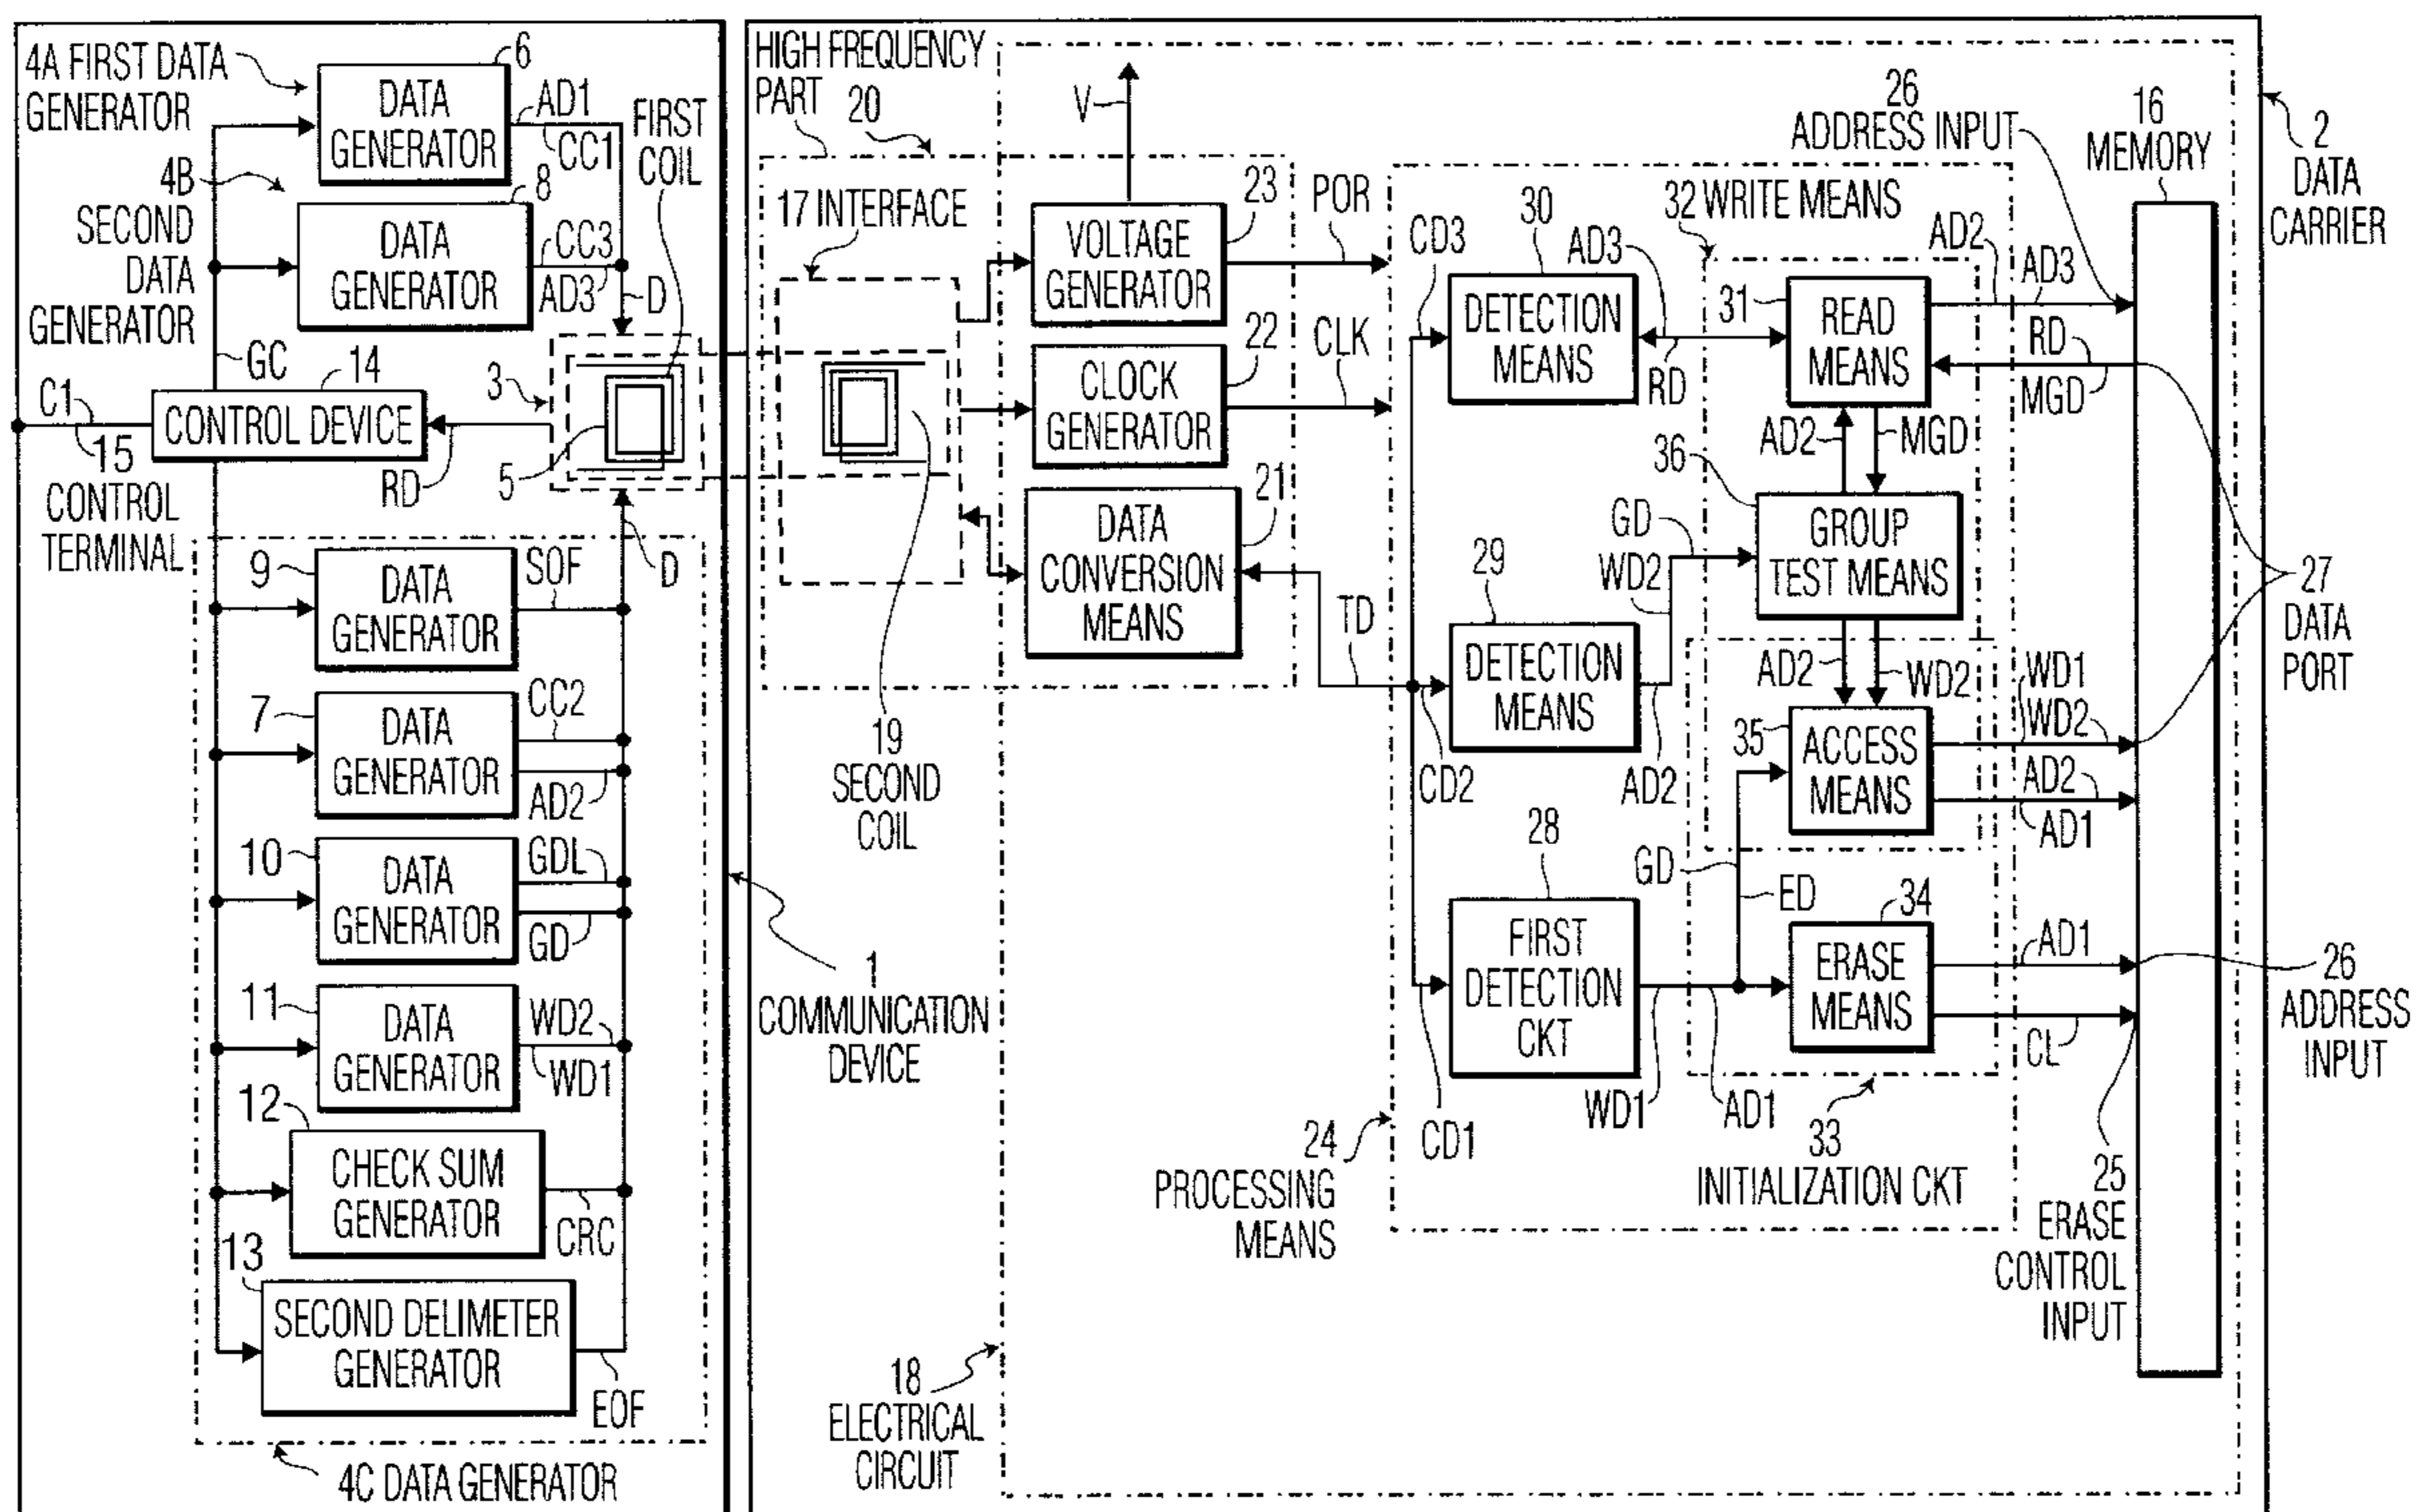 4A FIRST DATA
GENERATOR
6
DATA
GENERATOR
AD1
CC1
FIRST
COIL
4B
SECOND
DATA
GENERATOR
8
DATA
GENERATOR
CC3
AD3
D
GC
14
C1
CONTROL DEVICE
15
CONTROL
TERMINAL
RD
3
5
D
9
DATA
GENERATOR
SOF
7
DATA
GENERATOR
CC2
AD2
10
DATA
GENERATOR
GDL
GD
11
DATA
GENERATOR
WD2
WD1
12
CHECK SUM
GENERATOR
CRC
13
SECOND DELIMETER
GENERATOR
EOF
4C DATA GENERATOR
1
COMMUNICATION
DEVICE
HIGH FREQUENCY
PART
20
V
17 INTERFACE
23
VOLTAGE
GENERATOR
POR
22
CLOCK
GENERATOR
CLK
21
DATA
CONVERSION
MEANS
TD
19
SECOND
COIL
18
ELECTRICAL
CIRCUIT
24
PROCESSING
MEANS
30
CD3
DETECTION
MEANS
AD3
RD
29
DETECTION
MEANS
CD2
GD
WD2
AD2
28
FIRST
DETECTION
CKT
CD1
WD1
AD1
GD
ED
32 WRITE MEANS
31
READ
MEANS
AD2
AD3
RD
MGD
AD2
MGD
36
GROUP
TEST MEANS
AD2
WD2
35
ACCESS
MEANS
WD1
WD2
AD2
AD1
34
ERASE
MEANS
AD1
CL
33
INITIALIZATION CKT
26
ADDRESS INPUT
16
MEMORY
2
DATA
CARRIER
27
DATA
PORT
26
ADDRESS
INPUT
25
ERASE
CONTROL
INPUT